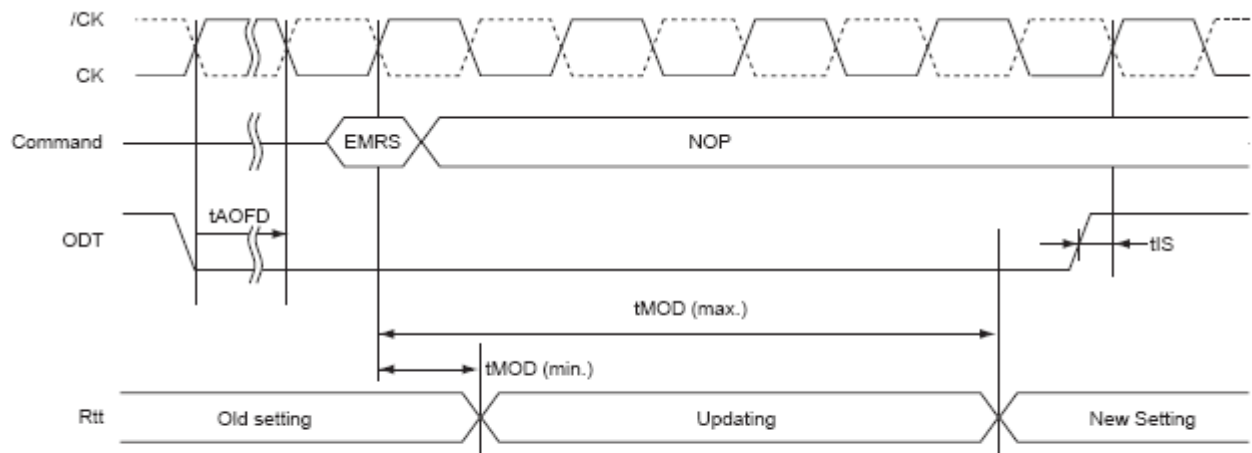 /CK
CK
Command EMRS NOP
ODT tAOFD tIS
tMOD (max.)
tMOD (min.)
Rtt Old setting Updating New Setting